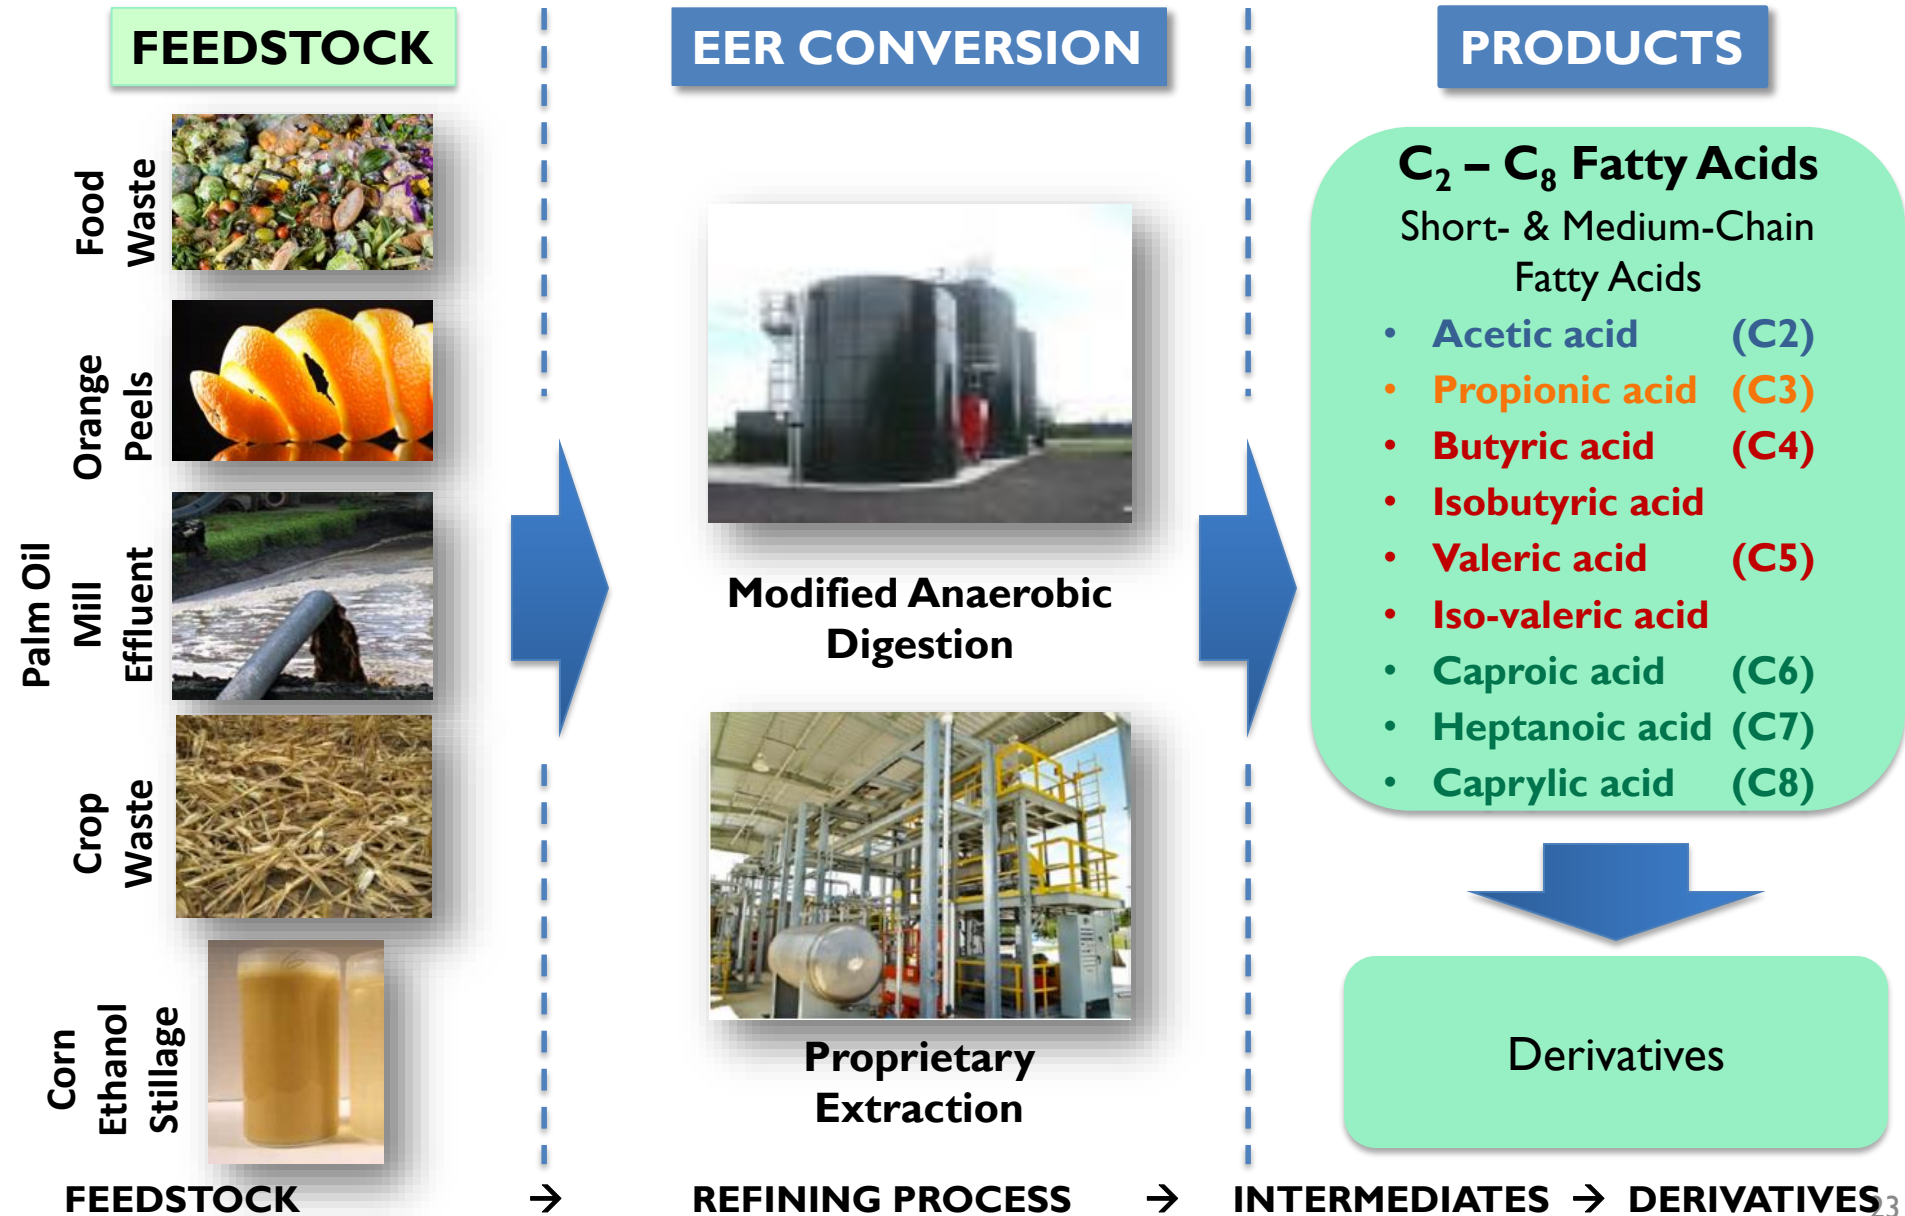 FEEDSTOCK
Food
Waste
Orange
Peels
Palm Oil
Mill
Effluent
Crop
Waste
Corn
Ethanol
Stillage
EER CONVERSION
Modified Anaerobic
Digestion
Proprietary
Extraction
PRODUCTS
C₂ – C₈ Fatty Acids
Short- & Medium-Chain
Fatty Acids
• Acetic acid (C2)
• Propionic acid (C3)
• Butyric acid (C4)
• Isobutyric acid
• Valeric acid (C5)
• Iso-valeric acid
• Caproic acid (C6)
• Heptanoic acid (C7)
• Caprylic acid (C8)
Derivatives
FEEDSTOCK → REFINING PROCESS → INTERMEDIATES → DERIVATIVES
23